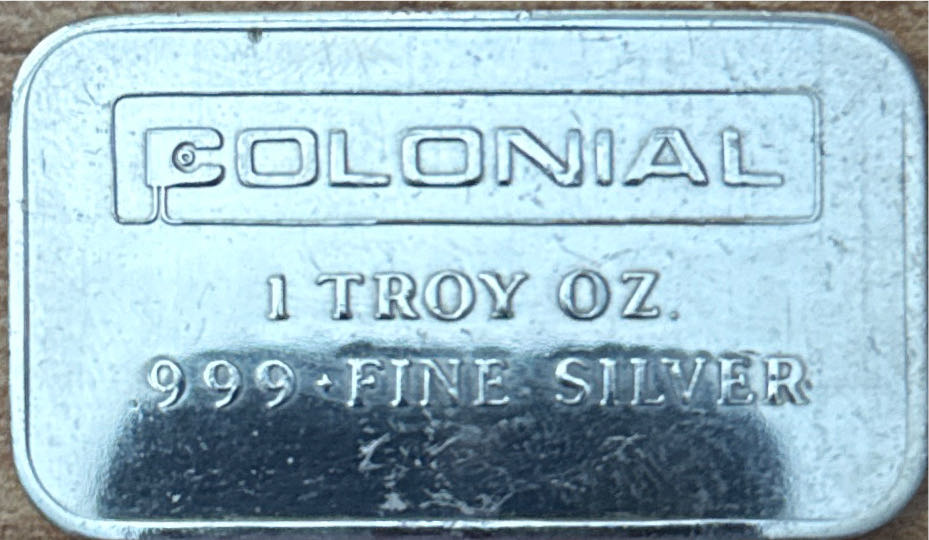 COLONIAL
1 TROY OZ.
999 · FINE SILVER